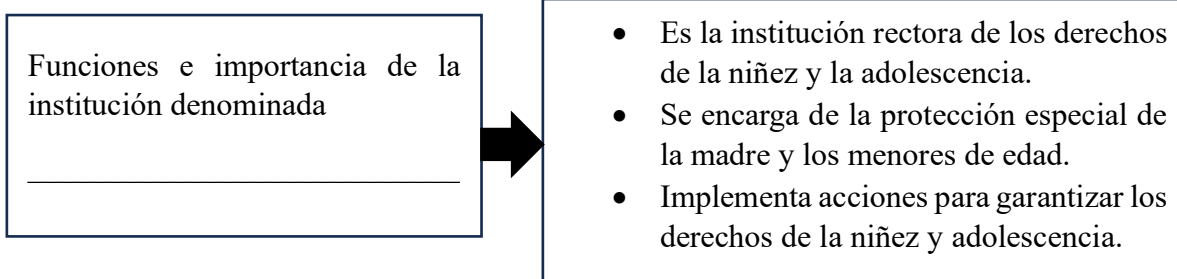 Funciones e importancia de la
institución denominada
______________________________
• Es la institución rectora de los derechos
de la niñez y la adolescencia.
• Se encarga de la protección especial de
la madre y los menores de edad.
• Implementa acciones para garantizar los
derechos de la niñez y adolescencia.